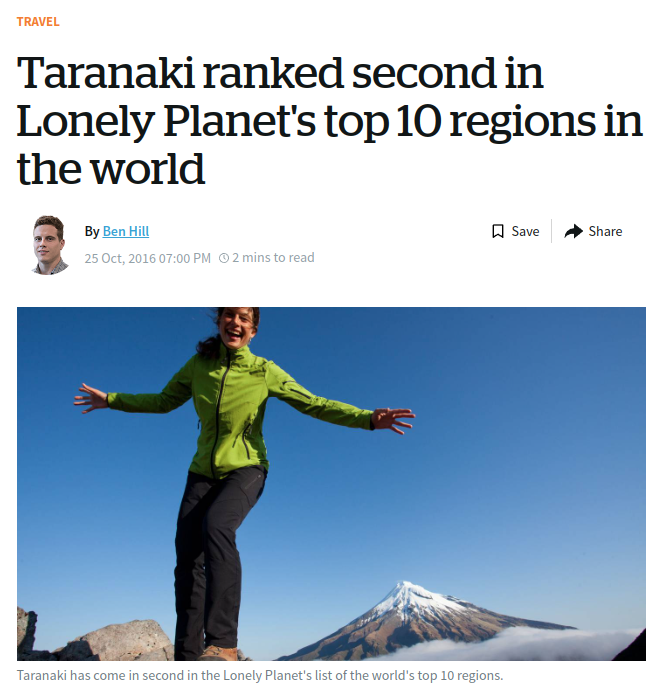 TRAVEL
Taranaki ranked second in
Lonely Planet's top 10 regions in
the world
By Ben Hill
Save
Share
25 Oct, 2016 07:00 PM
2 mins to read
Taranaki has come in second in the Lonely Planet's list of the world's top 10 regions.